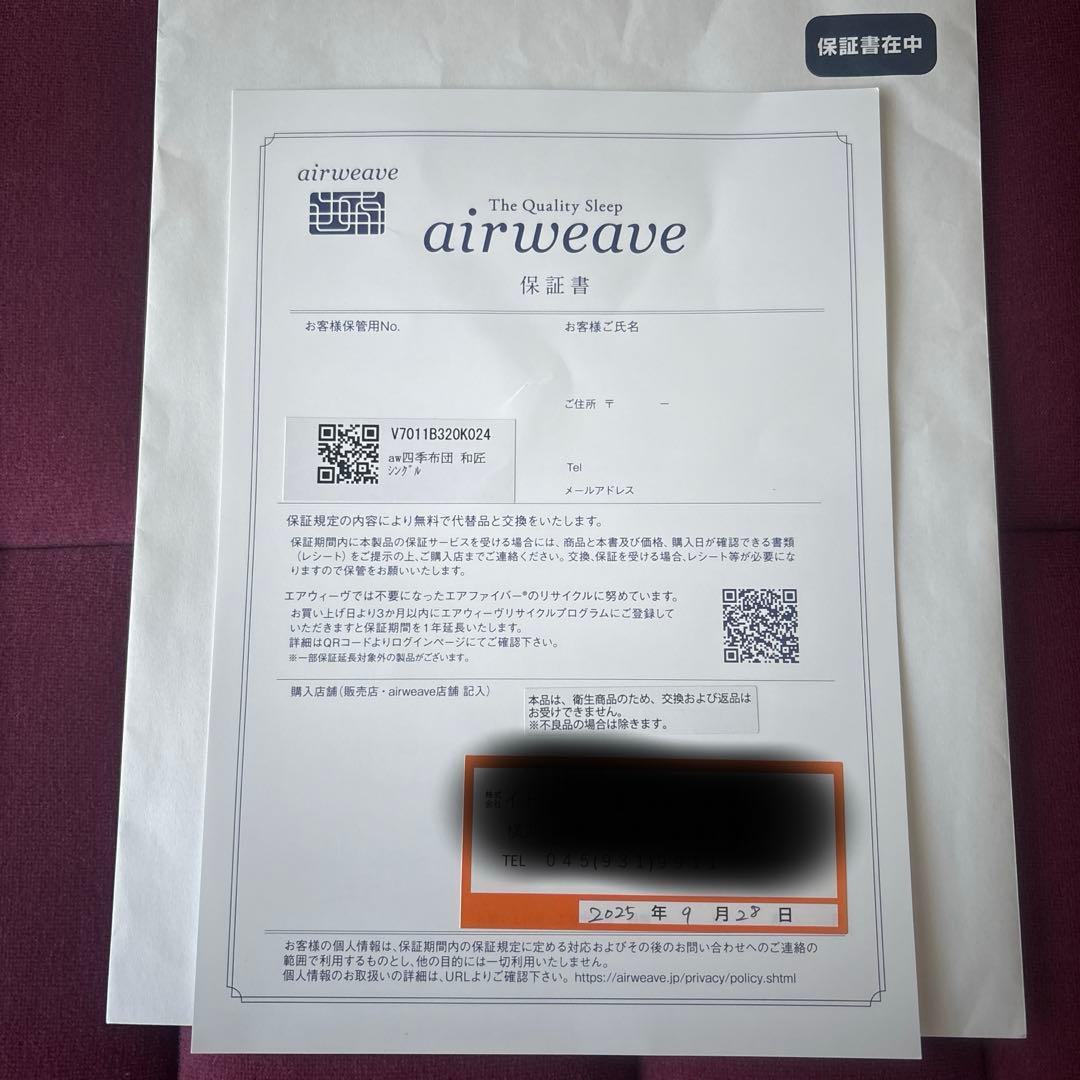 保証書在中
airweave
The Quality Sleep
airweave
保証書
お客様保管用No.
お客様ご氏名
ご住所 〒 －
V7011B320K024
aw四季布団 和匠
ｼﾝｸﾞﾙ
Tel
メールアドレス
保証規定の内容により無料で代替品と交換をいたします。
保証期間内に本製品の保証サービスを受ける場合には、商品と本書及び価格、購入日が確認できる書類
（レシート）をご提示の上、ご購入店までご連絡ください。交換、保証を受ける場合、レシート等が必要にな
りますので保管をお願いいたします。
エアウィーヴでは不要になったエアファイバー®のリサイクルに努めています。
お買い上げ日より3か月以内にエアウィーヴリサイクルプログラムにご登録して
いただきますと保証期間を1年延長いたします。
詳細はQRコードよりログインページにてご確認下さい。
※一部保証延長対象外の製品がございます。
購入店舗（販売店・airweave店舗 記入）
本品は、衛生商品のため、交換および返品は
お受けできません。
※不良品の場合は除きます。
株式会社
TEL 045(931)
2025 年 9 月 28 日
お客様の個人情報は、保証期間内の保証規定に定める対応およびその後のお問い合わせへのご連絡の
範囲で利用するものとし、他の目的には一切利用いたしません。
個人情報のお取扱いの詳細は、URLよりご確認下さい。https://airweave.jp/privacy/policy.shtml